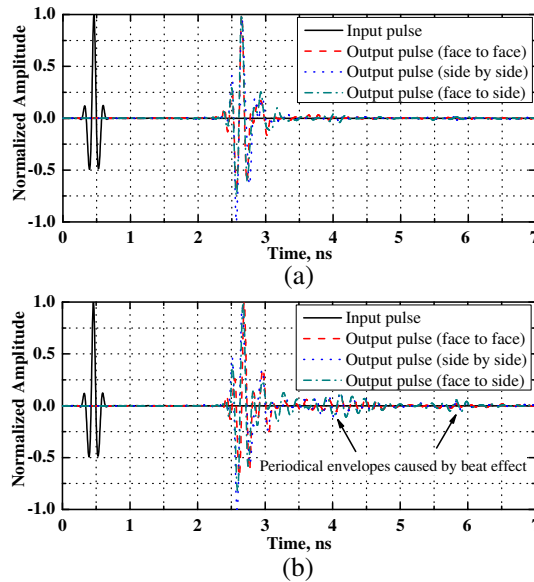 1.0
0.5
0.0
-0.5
-1.0
Normalized Amplitude
Input pulse
Output pulse (face to face)
Output pulse (side by side)
Output pulse (face to side)
0 1 2 3 4 5 6 7
Time, ns
(a)
1.0
0.5
0.0
-0.5
-1.0
Normalized Amplitude
Input pulse
Output pulse (face to face)
Output pulse (side by side)
Output pulse (face to side)
Periodical envelopes caused by beat effect
0 1 2 3 4 5 6 7
Time, ns
(b)